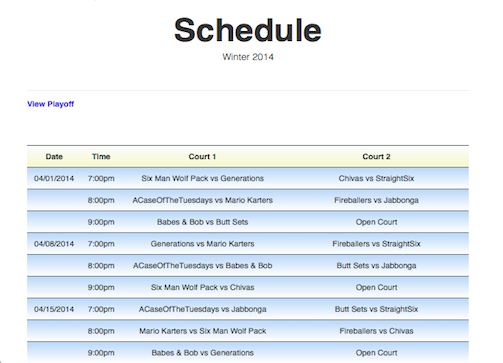 Schedule
Winter 2014
View Playoff
Date Time Court 1 Court 2
04/01/2014 7:00pm Six Man Wolf Pack vs Generations Chivas vs StraightSix
8:00pm ACaseOfTheTuesdays vs Mario Karters Fireballers vs Jabbonga
9:00pm Babes & Bob vs Butt Sets Open Court
04/08/2014 7:00pm Generations vs Mario Karters Fireballers vs StraightSix
8:00pm ACaseOfTheTuesdays vs Babes & Bob Butt Sets vs Jabbonga
9:00pm Six Man Wolf Pack vs Chivas Open Court
04/15/2014 7:00pm ACaseOfTheTuesdays vs Jabbonga Butt Sets vs StraightSix
8:00pm Mario Karters vs Six Man Wolf Pack Fireballers vs Chivas
9:00pm Babes & Bob vs Generations Open Court